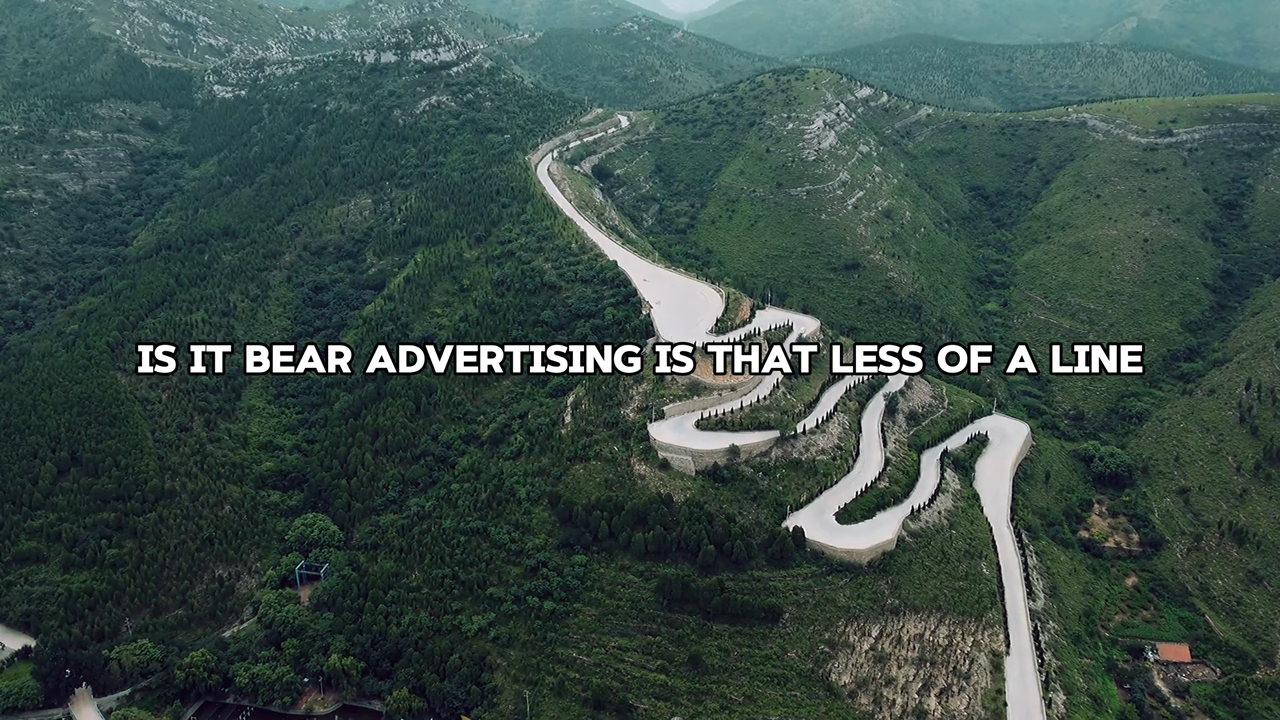 IS IT BEAR ADVERTISING IS THAT LESS OF A LINE